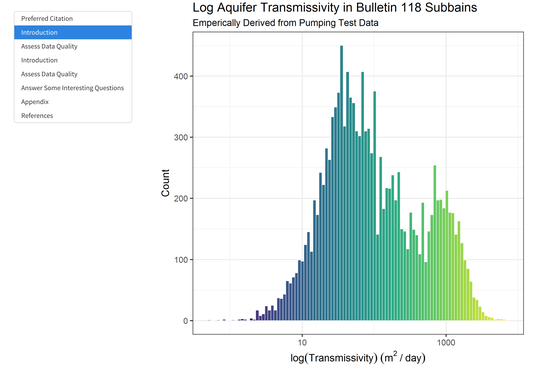 Preferred Citation
Introduction
Assess Data Quality
Introduction
Assess Data Quality
Answer Some Interesting Questions
Appendix
References
Log Aquifer Transmissivity in Bulletin 118 Subbains
Emperically Derived from Pumping Test Data
Count
400
300
200
100
0
10
1000
log(Transmissivity) (m² / day)